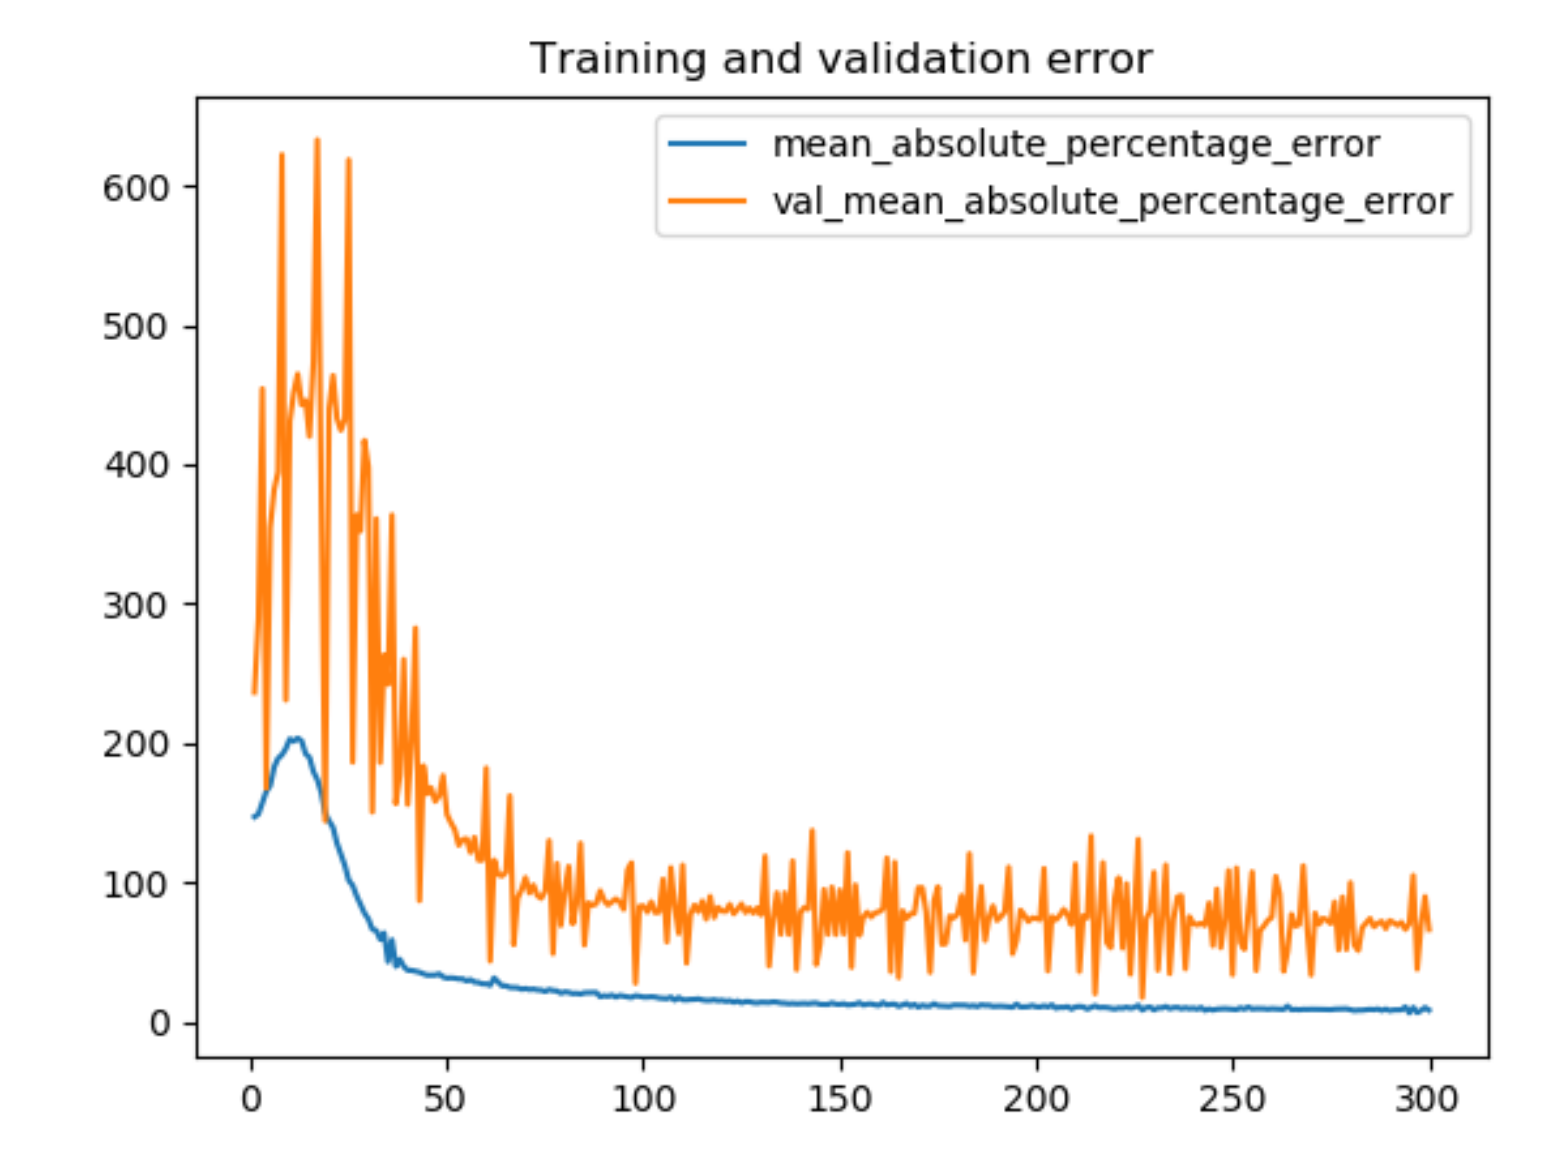 Training and validation error
mean_absolute_percentage_error
val_mean_absolute_percentage_error
600
500
400
300
200
100
0
0 50 100 150 200 250 300